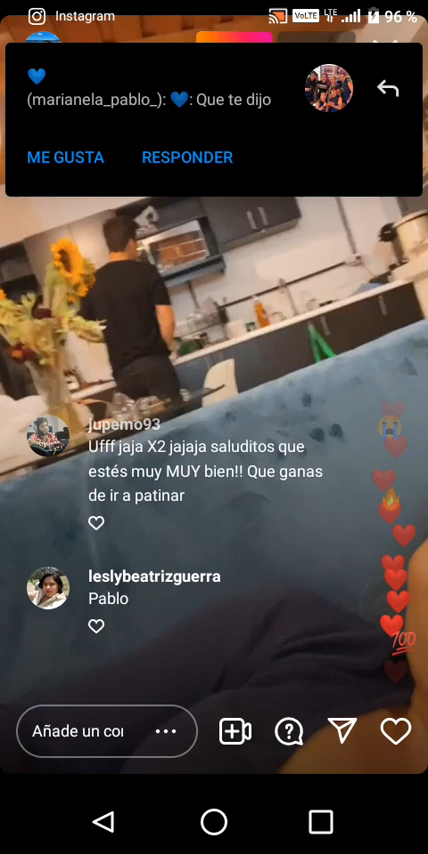 Instagram
VoLTE LTE 96 %
💙
(marianela_pablo_): 💙: Que te dijo
ME GUSTA RESPONDER
jupemo93
Ufff jaja X2 jajaja saluditos que
estés muy MUY bien!! Que ganas
de ir a patinar
leslybeatrizguerra
Pablo
💯
Añade un co